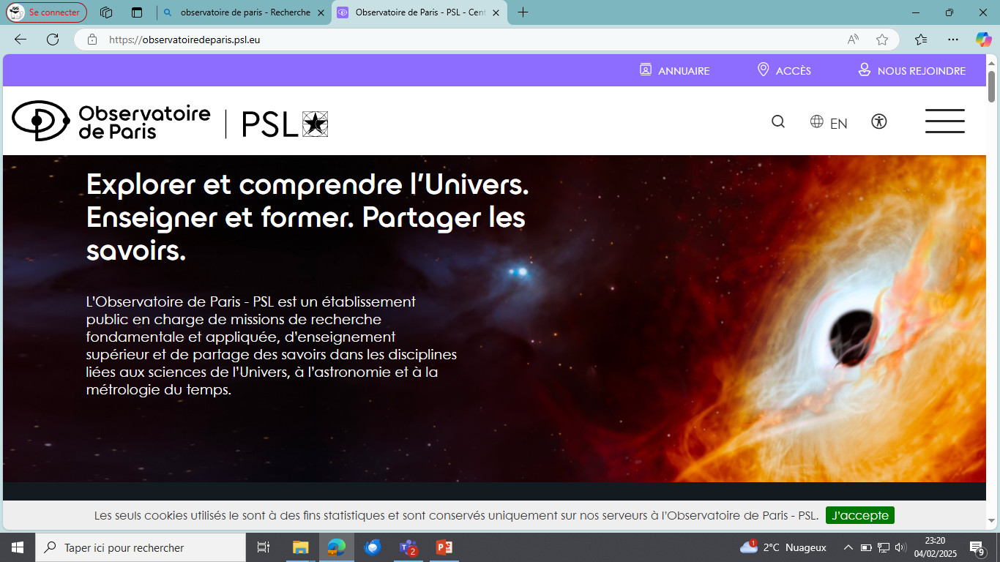 Se connecter
observatoire de paris - Recherche
Observatoire de Paris - PSL - Cent
https://observatoiredeparis.psl.eu
ANNUAIRE
ACCÈS
NOUS REJOINDRE
Observatoire
de Paris
PSL
EN
Explorer et comprendre l’Univers.
Enseigner et former. Partager les
savoirs.
L’Observatoire de Paris - PSL est un établissement
public en charge de missions de recherche
fondamentale et appliquée, d’enseignement
supérieur et de partage des savoirs dans les disciplines
liées aux sciences de l’Univers, à l’astronomie et à la
métrologie du temps.
Les seuls cookies utilisés le sont à des fins statistiques et sont conservés uniquement sur nos serveurs à l’Observatoire de Paris - PSL.
J’accepte
Taper ici pour rechercher
2
1
2°C Nuageux
23:20
04/02/2025
9